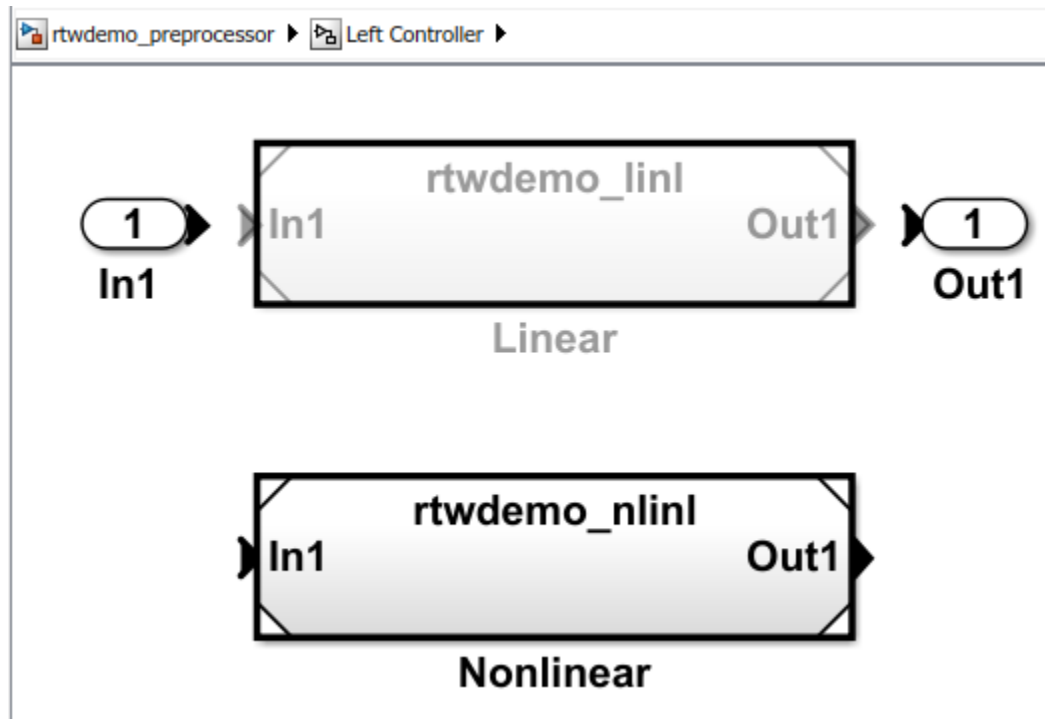 rtwdemo_preprocessor Left Controller
rtwdemo_linl
1 In1 Out1 1
In1 Out1
Linear
rtwdemo_nlinl
In1 Out1
Nonlinear